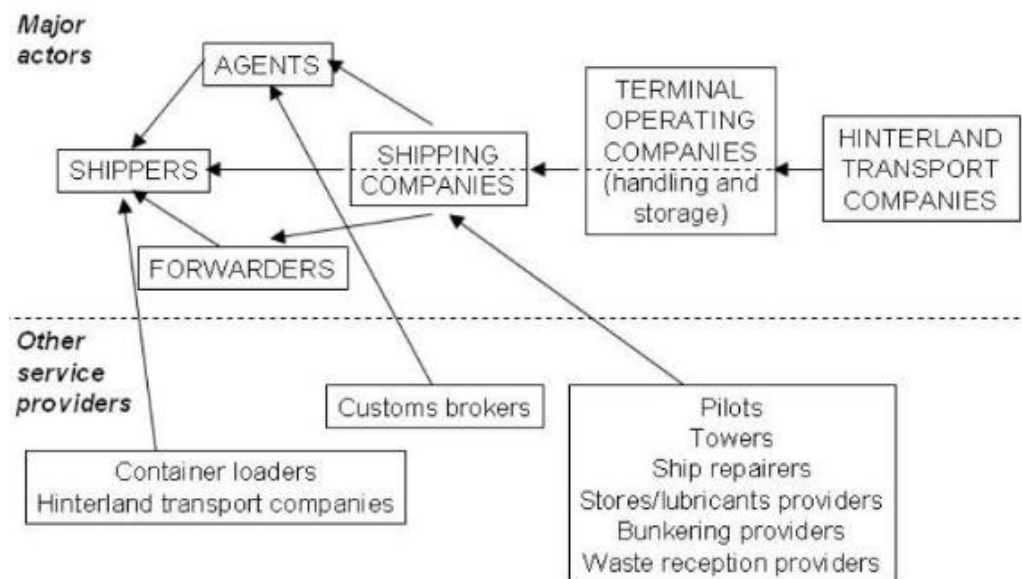 Major
actors
AGENTS
SHIPPERS
SHIPPING
COMPANIES
TERMINAL
OPERATING
COMPANIES
(handling and
storage)
HINTERLAND
TRANSPORT
COMPANIES
FORWARDERS
Other
service
providers
Customs brokers
Container loaders
Hinterland transport companies
Pilots
Towers
Ship repairers
Stores/lubricants providers
Bunkering providers
Waste reception providers